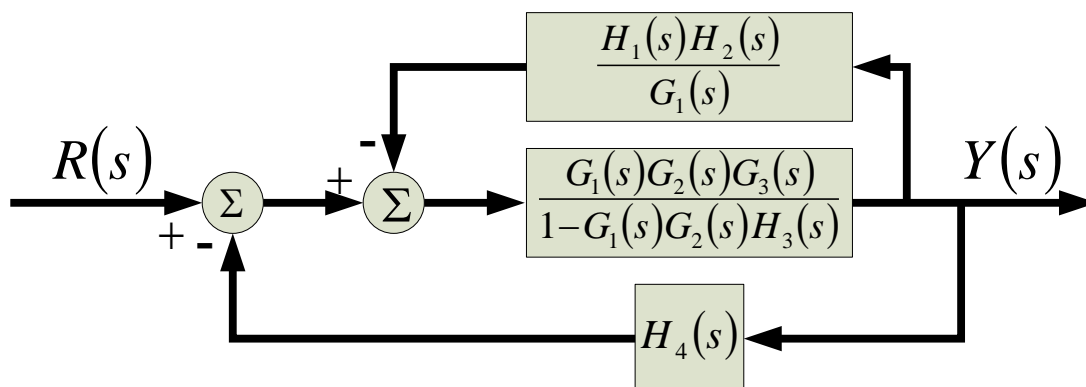 H₁(s)H₂(s)
G₁(s)
-
R(s)
+
-
Σ
+
Σ
G₁(s)G₂(s)G₃(s)
1−G₁(s)G₂(s)H₃(s)
Y(s)
H₄(s)